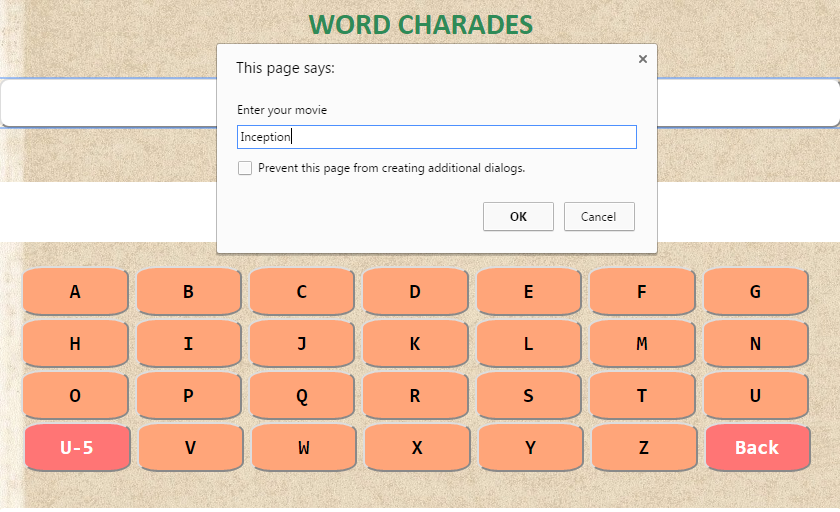 WORD CHARADES
This page says:
Enter your movie
Inception
Prevent this page from creating additional dialogs.
OK Cancel
A B C D E F G
H I J K L M N
O P Q R S T U
U-5 V W X Y Z Back